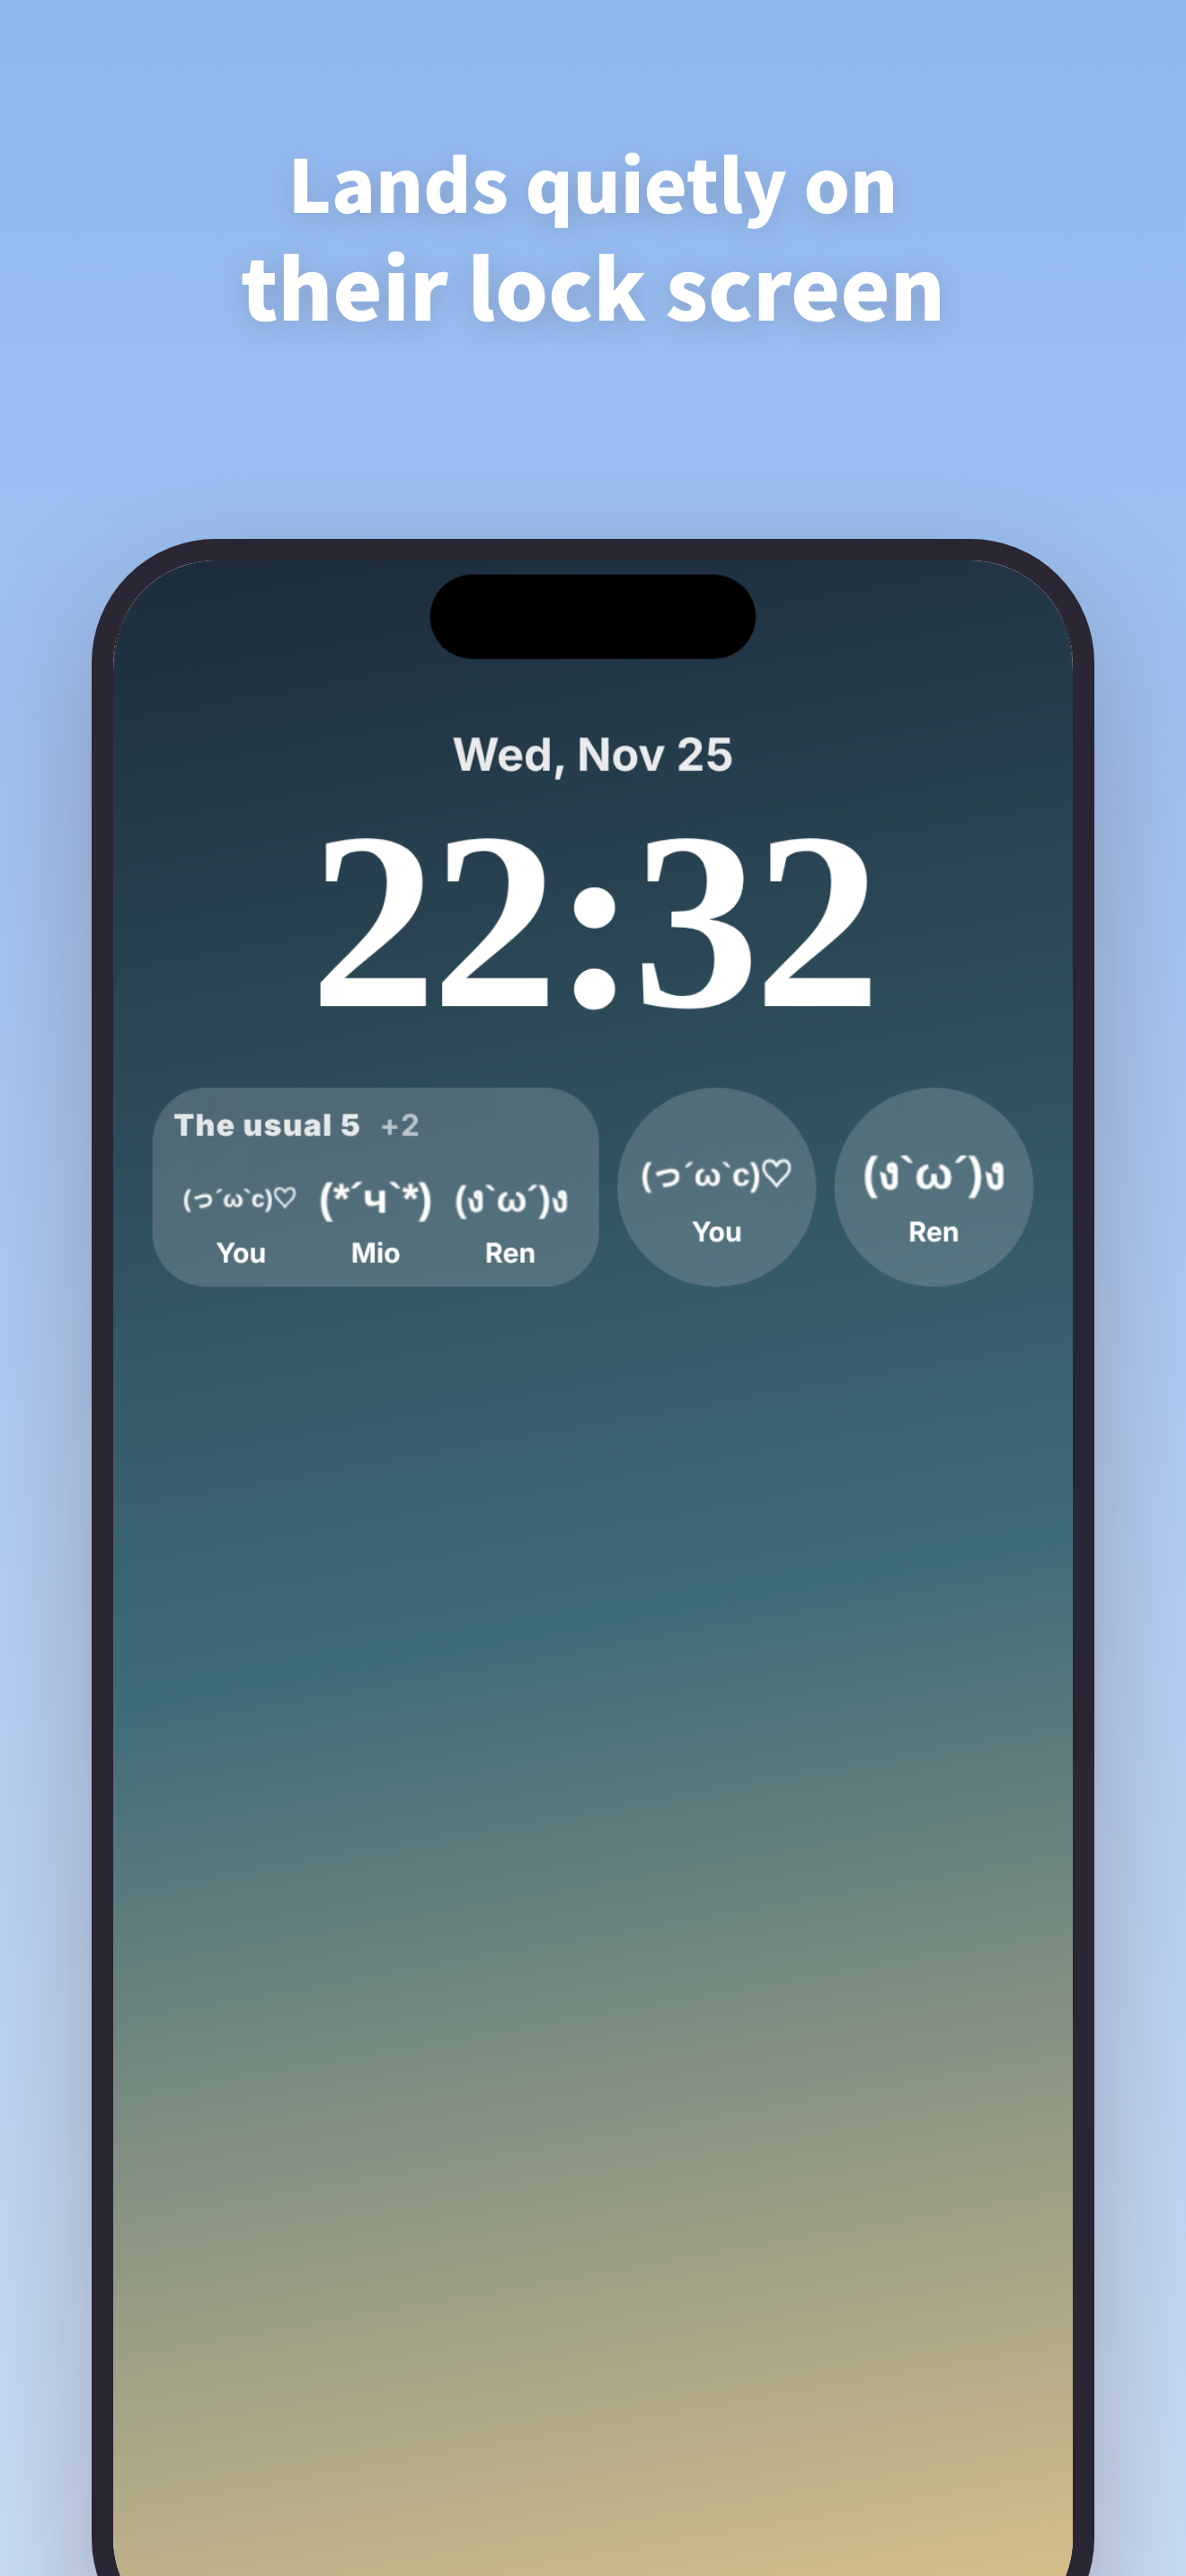 Lands quietly on
their lock screen
Wed, Nov 25
22:32
The usual 5 +2
(っ´ω`c)♡ (*´ч`*) (ง`ω´)ง
You Mio Ren
(っ´ω`c)♡
You
(ง`ω´)ง
Ren